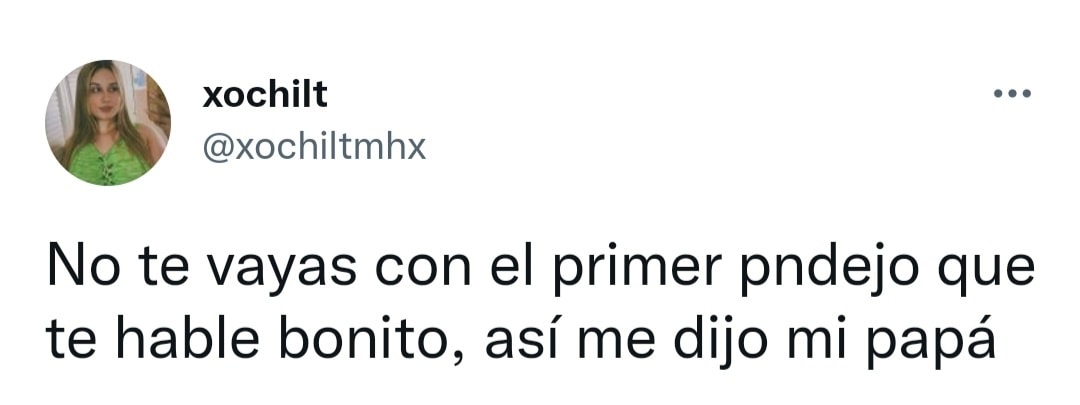 xochilt
@xochiltmhx
No te vayas con el primer pndejo que
te hable bonito, así me dijo mi papá